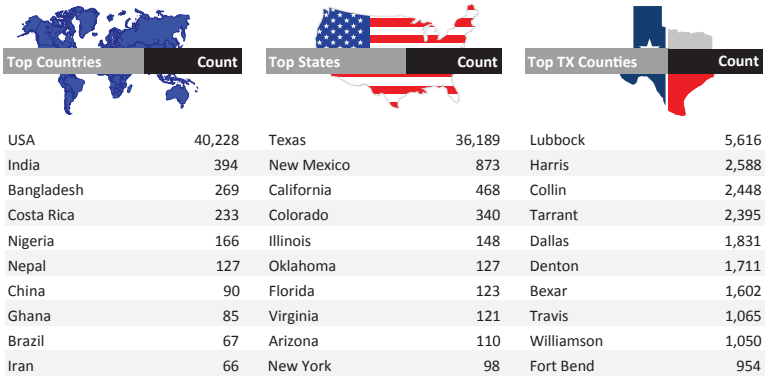 Top Countries Count Top States Count Top TX Counties Count
USA 40,228 Texas 36,189 Lubbock 5,616
India 394 New Mexico 873 Harris 2,588
Bangladesh 269 California 468 Collin 2,448
Costa Rica 233 Colorado 340 Tarrant 2,395
Nigeria 166 Illinois 148 Dallas 1,831
Nepal 127 Oklahoma 127 Denton 1,711
China 90 Florida 123 Bexar 1,602
Ghana 85 Virginia 121 Travis 1,065
Brazil 67 Arizona 110 Williamson 1,050
Iran 66 New York 98 Fort Bend 954